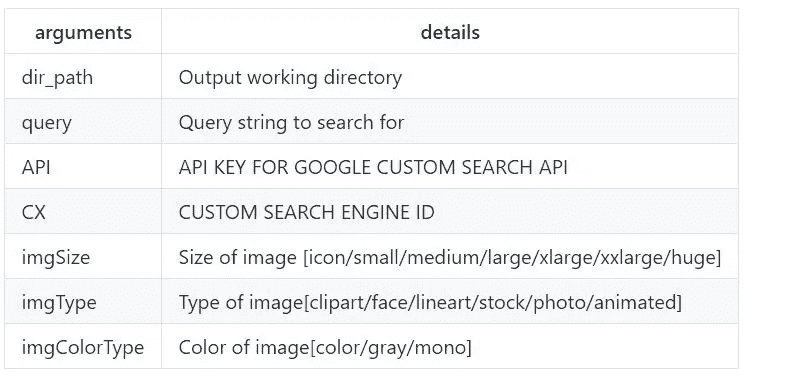 arguments details
dir_path Output working directory
query Query string to search for
API API KEY FOR GOOGLE CUSTOM SEARCH API
CX CUSTOM SEARCH ENGINE ID
imgSize Size of image [icon/small/medium/large/xlarge/xxlarge/huge]
imgType Type of image[clipart/face/lineart/stock/photo/animated]
imgColorType Color of image[color/gray/mono]